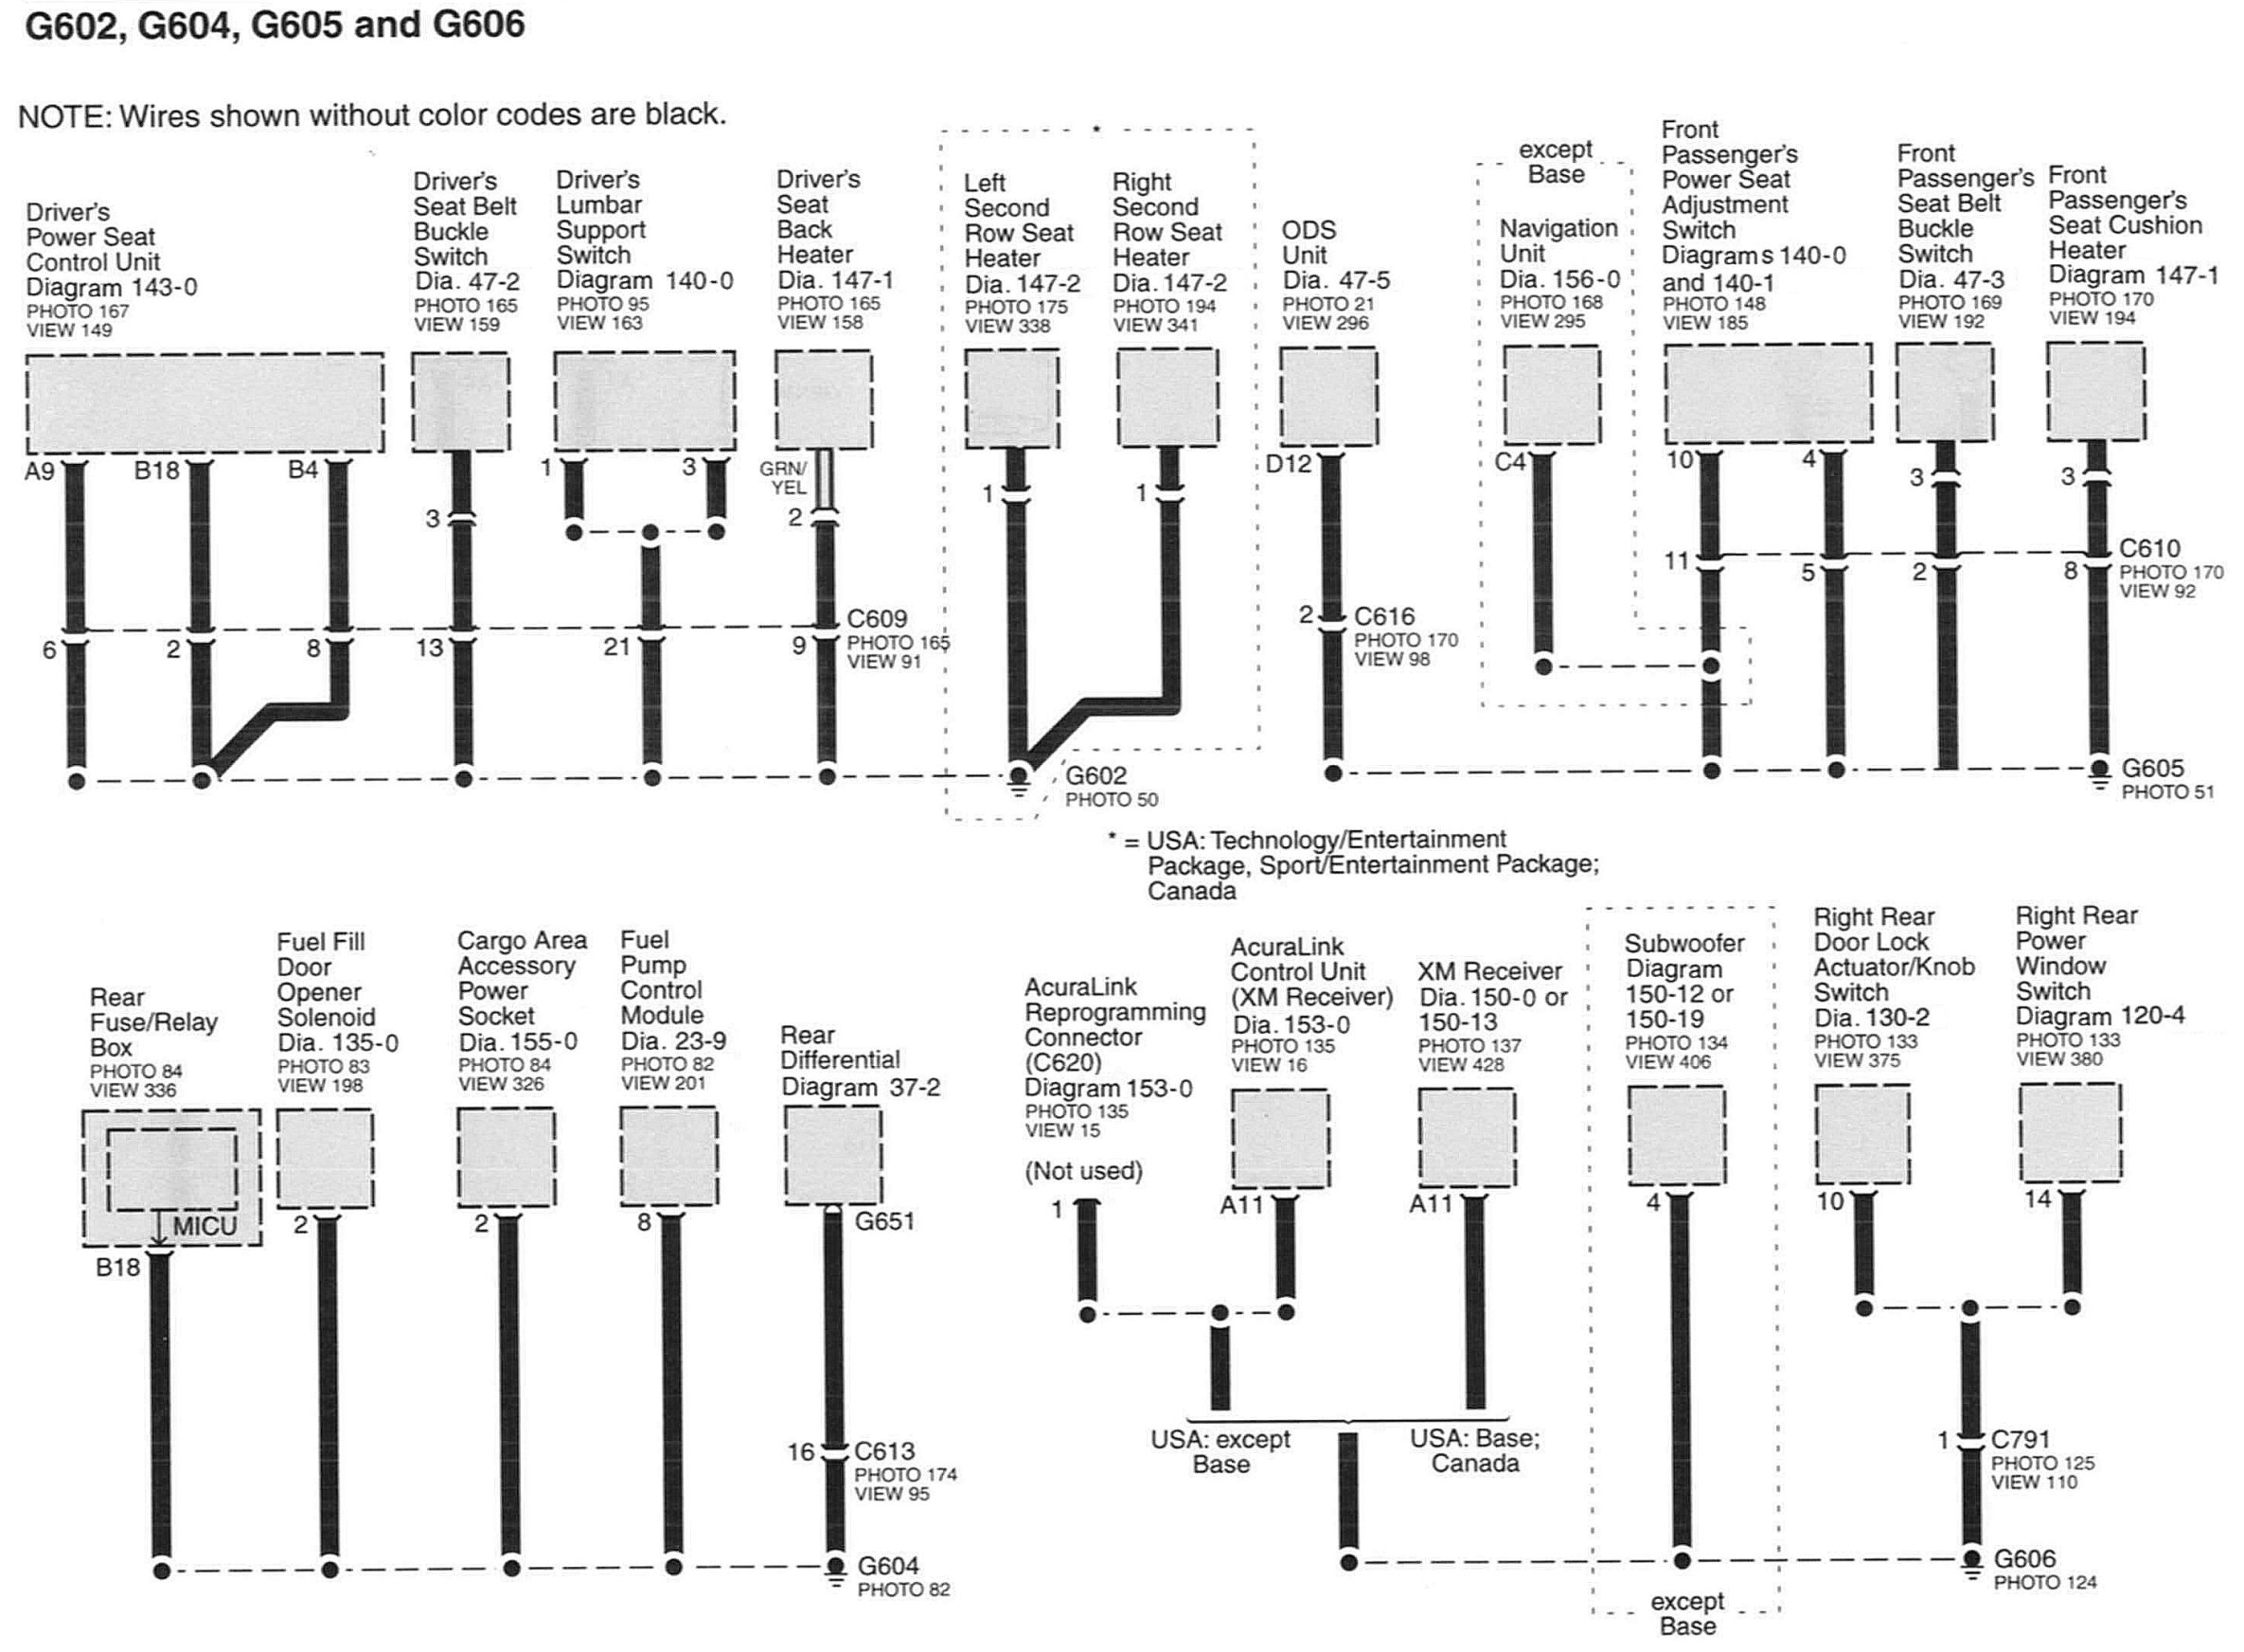 G602, G604, G605 and G606
NOTE: Wires shown without color codes are black.
Driver's
Power Seat
Control Unit
Diagram 143-0
PHOTO 167
VIEW 149
Driver's
Seat Belt
Buckle
Switch
Dia. 47-2
PHOTO 165
VIEW 159
Driver's
Lumbar
Support
Switch
Diagram 140-0
PHOTO 95
VIEW 163
Driver's
Seat
Back
Heater
Dia. 147-1
PHOTO 165
VIEW 158
*
Left
Second
Row Seat
Heater
Dia. 147-2
PHOTO 175
VIEW 338
Right
Second
Row Seat
Heater
Dia. 147-2
PHOTO 194
VIEW 341
ODS
Unit
Dia. 47-5
PHOTO 21
VIEW 296
except
Base
Navigation
Unit
Dia. 156-0
PHOTO 168
VIEW 295
Front
Passenger's
Power Seat
Adjustment
Switch
Diagrams 140-0
and 140-1
PHOTO 148
VIEW 185
Front
Passenger's
Seat Belt
Buckle
Switch
Dia. 47-3
PHOTO 169
VIEW 192
Front
Passenger's
Seat Cushion
Heater
Diagram 147-1
PHOTO 170
VIEW 194
A9
B18
B4
1
3
GRN/
YEL
D12
C4
10
4
3
3
3
2
1
1
6
2
8
13
21
9
C609
PHOTO 165
VIEW 91
2
C616
PHOTO 170
VIEW 98
11
5
2
8
C610
PHOTO 170
VIEW 92
G602
PHOTO 50
G605
PHOTO 51
* = USA: Technology/Entertainment
Package, Sport/Entertainment Package;
Canada
Rear
Fuse/Relay
Box
PHOTO 84
VIEW 336
MICU
Fuel Fill
Door
Opener
Solenoid
Dia. 135-0
PHOTO 83
VIEW 198
Cargo Area
Accessory
Power
Socket
Dia. 155-0
PHOTO 84
VIEW 326
Fuel
Pump
Control
Module
Dia. 23-9
PHOTO 82
VIEW 201
Rear
Differential
Diagram 37-2
AcuraLink
Reprogramming
Connector
(C620)
Diagram 153-0
PHOTO 135
VIEW 15
(Not used)
AcuraLink
Control Unit
(XM Receiver)
Dia. 153-0
PHOTO 135
VIEW 16
XM Receiver
Dia. 150-0 or
150-13
PHOTO 137
VIEW 428
Subwoofer
Diagram
150-12 or
150-19
PHOTO 134
VIEW 406
Right Rear
Door Lock
Actuator/Knob
Switch
Dia. 130-2
PHOTO 133
VIEW 375
Right Rear
Power
Window
Switch
Diagram 120-4
PHOTO 133
VIEW 380
B18
2
2
8
G651
1
A11
A11
4
10
14
16
C613
PHOTO 174
VIEW 95
USA: except
Base
USA: Base;
Canada
1
C791
PHOTO 125
VIEW 110
G604
PHOTO 82
G606
PHOTO 124
except
Base